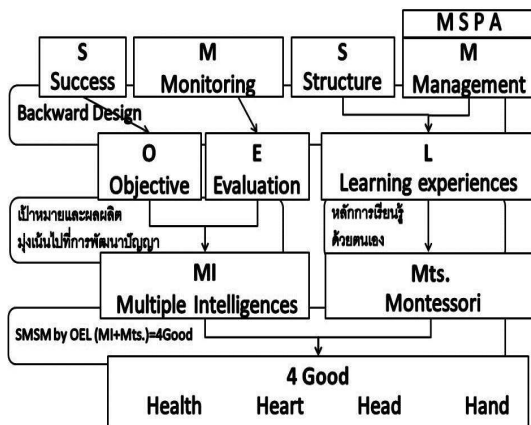 M S P A
S M S M
Success Monitoring Structure Management
Backward Design
O E L
Objective Evaluation Learning experiences
เป้าหมายและผลผลิต
มุ่งเน้นไปที่การพัฒนาปัญญา
หลักการเรียนรู้
ด้วยตนเอง
MI Mts.
Multiple Intelligences Montessori
SMSM by OEL (MI+Mts.)=4Good
4 Good
Health Heart Head Hand